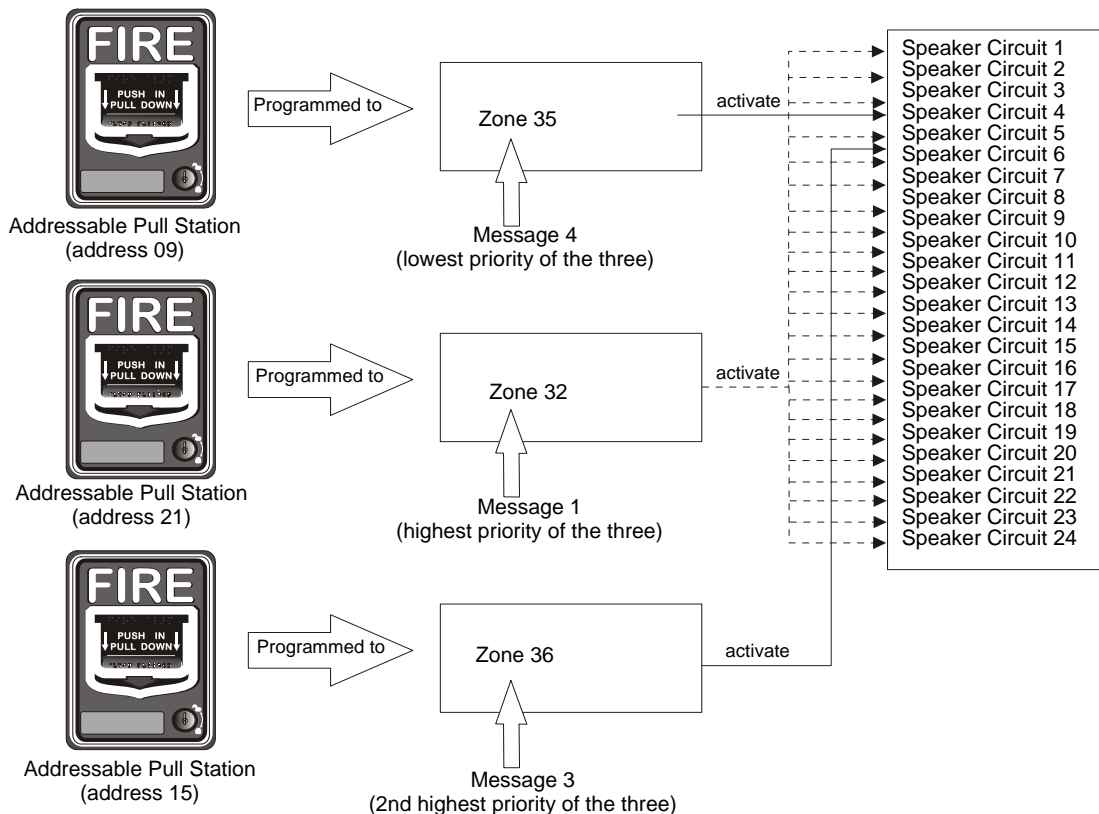 FIRE
PUSH IN
PULL DOWN
Addressable Pull Station
(address 09)
Programmed to
Zone 35
Message 4
(lowest priority of the three)
activate
FIRE
PUSH IN
PULL DOWN
Addressable Pull Station
(address 21)
Programmed to
Zone 32
Message 1
(highest priority of the three)
activate
FIRE
PUSH IN
PULL DOWN
Addressable Pull Station
(address 15)
Programmed to
Zone 36
Message 3
(2nd highest priority of the three)
activate
Speaker Circuit 1
Speaker Circuit 2
Speaker Circuit 3
Speaker Circuit 4
Speaker Circuit 5
Speaker Circuit 6
Speaker Circuit 7
Speaker Circuit 8
Speaker Circuit 9
Speaker Circuit 10
Speaker Circuit 11
Speaker Circuit 12
Speaker Circuit 13
Speaker Circuit 14
Speaker Circuit 15
Speaker Circuit 16
Speaker Circuit 17
Speaker Circuit 18
Speaker Circuit 19
Speaker Circuit 20
Speaker Circuit 21
Speaker Circuit 22
Speaker Circuit 23
Speaker Circuit 24